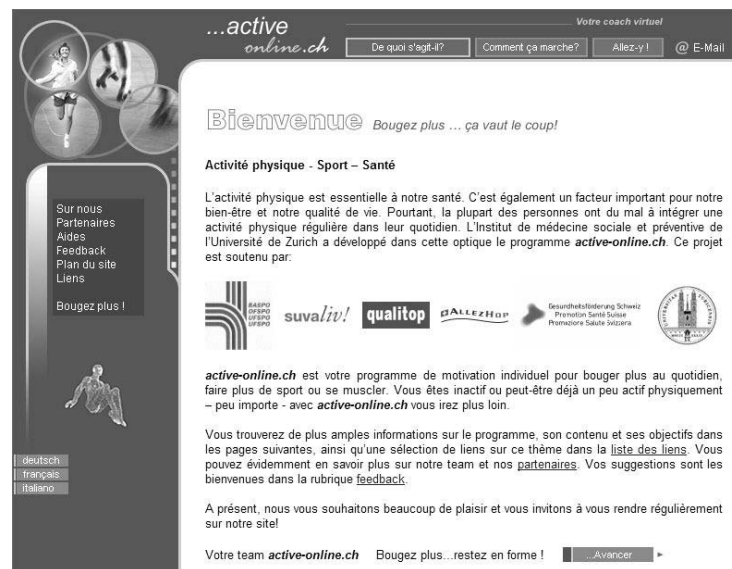 ...active
online.ch
Votre coach virtuel
De quoi s'agit-il?
Comment ça marche?
Allez-y !
@ E-Mail
Bienvenue Bougez plus ... ça vaut le coup!
Activité physique - Sport – Santé
Sur nous
Partenaires
Aides
Feedback
Plan du site
Liens
Bougez plus !
deutsch
français
italiano
L'activité physique est essentielle à notre santé. C'est également un facteur important pour notre
bien-être et notre qualité de vie. Pourtant, la plupart des personnes ont du mal à intégrer une
activité physique régulière dans leur quotidien. L'Institut de médecine sociale et préventive de
l'Université de Zurich a développé dans cette optique le programme active-online.ch. Ce projet
est soutenu par:
BASPO
OFSPO
UFSPO
UFSPO
suvaliv!
qualitop
ALLEZHOP
Gesundheitsförderung Schweiz
Promotion Santé Suisse
Promozione Salute Svizzera
active-online.ch est votre programme de motivation individuel pour bouger plus au quotidien,
faire plus de sport ou se muscler. Vous êtes inactif ou peut-être déjà un peu actif physiquement
– peu importe - avec active-online.ch vous irez plus loin.
Vous trouverez de plus amples informations sur le programme, son contenu et ses objectifs dans
les pages suivantes, ainsi qu'une sélection de liens sur ce thème dans la liste des liens. Vous
pouvez évidemment en savoir plus sur notre team et nos partenaires. Vos suggestions sont les
bienvenues dans la rubrique feedback.
A présent, nous vous souhaitons beaucoup de plaisir et vous invitons à vous rendre régulièrement
sur notre site!
Votre team active-online.ch Bougez plus...restez en forme !
...Avancer